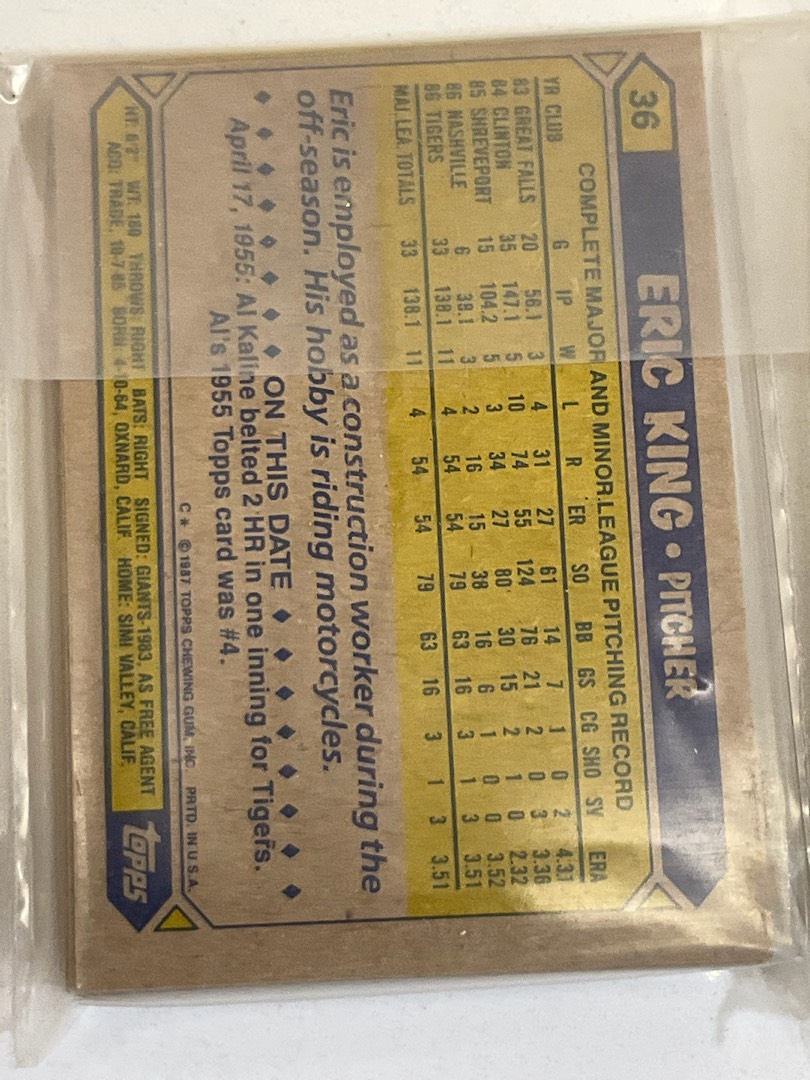 36
ERIC KING • PITCHER
COMPLETE MAJOR AND MINOR LEAGUE PITCHING RECORD
YR CLUB G IP W L R ER SO BB GS CG SHO SV ERA
83 GREAT FALLS 20 56.1 3 4 31 27 61 14 7 1 0 2 4.31
84 CLINTON 35 147.1 5 10 74 55 124 76 21 2 0 3 3.36
85 SHREVEPORT 15 104.2 5 3 34 27 80 30 15 2 1 0 2.32
86 NASHVILLE 6 38.1 3 2 16 15 38 16 6 1 0 0 3.52
86 TIGERS 33 138.1 11 4 54 54 79 63 16 3 1 3 3.51
MAJ. LEA. TOTALS 33 138.1 11 4 54 54 79 63 16 3 1 3 3.51
Eric is employed as a construction worker during the
off-season. His hobby is riding motorcycles.
♦ ♦ ♦ ♦ ♦ ♦ ON THIS DATE ♦ ♦ ♦ ♦ ♦ ♦ ♦ ♦
April 17, 1955: Al Kaline belted 2 HR in one inning for Tigers.
Al's 1955 Topps card was #4.
C* © 1987 TOPPS CHEWING GUM, INC. PRTD. IN U.S.A.
HT: 6'2" WT: 180 THROWS: RIGHT BATS: RIGHT SIGNED: GIANTS-1983, AS FREE AGENT
ACQ: TRADE, 10-7-85 BORN: 4-10-64, OXNARD, CALIF. HOME: SIMI VALLEY, CALIF.
topps